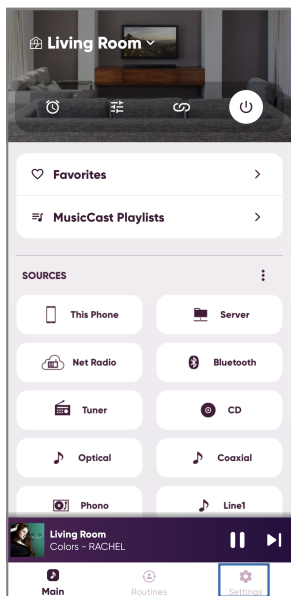 Living Room
Favorites
MusicCast Playlists
SOURCES
This Phone
Server
Net Radio
Bluetooth
Tuner
CD
Optical
Coaxial
Phono
Line1
Living Room
Colors - RACHEL
Main
Routines
Settings